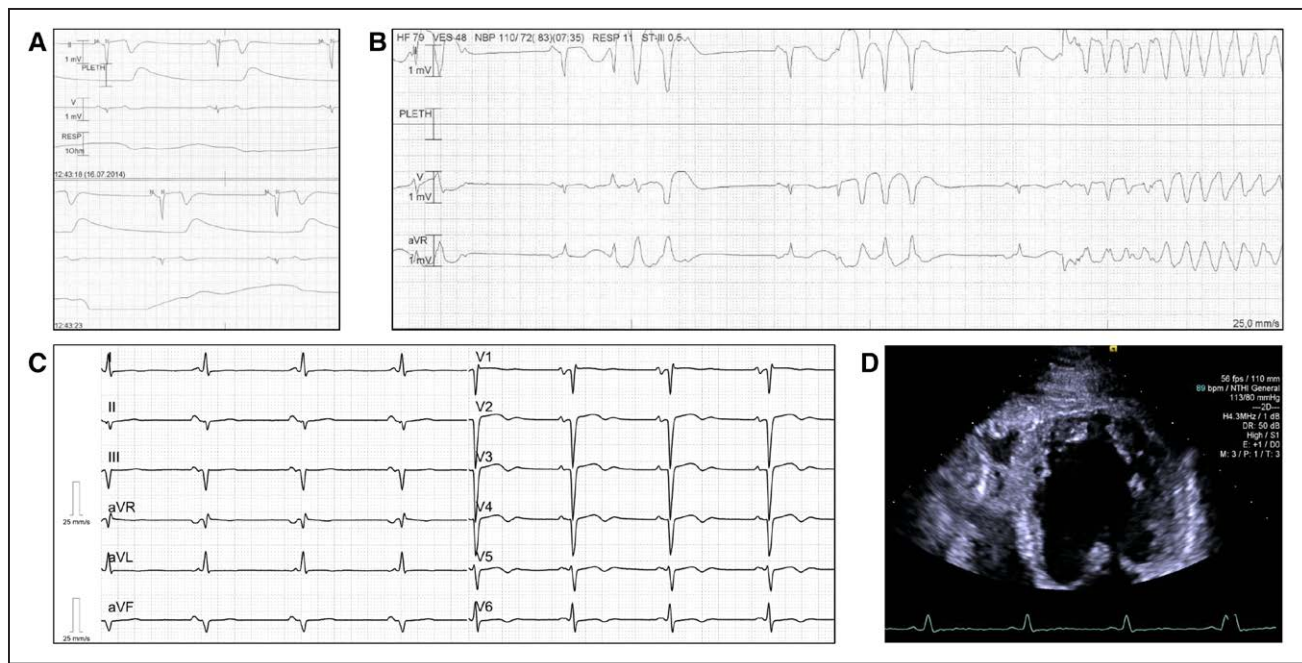 A
II
1 mV
PLETH
V
1 mV
RESP
1Ohm
12:43:18 (16.07.2014)
12:43:23
B
HF 79 VES 48 NBP 110/ 72( 83)(07:35) RESP 11 ST-III 0,5
II
1 mV
PLETH
V
1 mV
aVR
1 mV
25,0 mm/s
C
I
II
III
aVR
aVL
aVF
25 mm/s
25 mm/s
V1
V2
V3
V4
V5
V6
D
56 fps / 110 mm
69 bpm / NTHI General
113/80 mmHg
---2D---
H4.3MHz / 1 dB
DR: 50 dB
High / S1
E: +1 / D0
M: 3 / P: 1 / T: 3